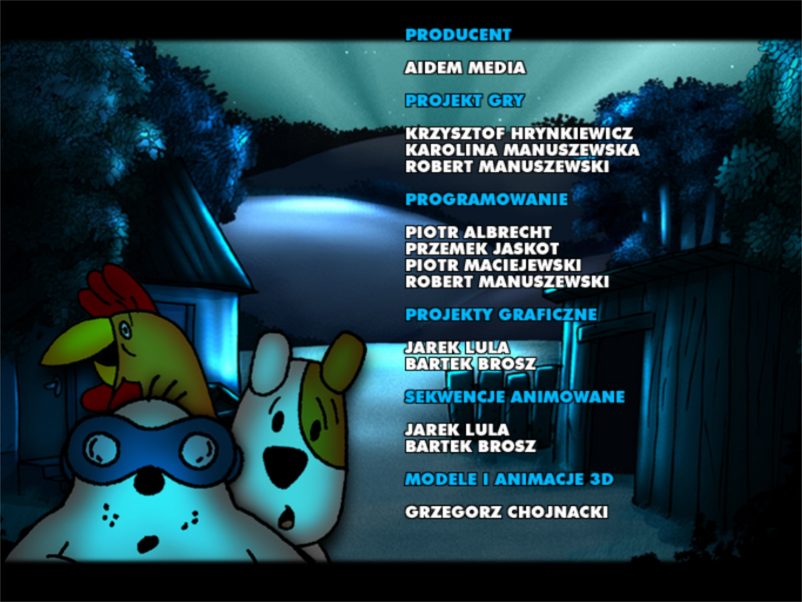 PRODUCENT
AIDEM MEDIA
PROJEKT GRY
KRZYSZTOF HRYNKIEWICZ
KAROLINA MANUSZEWSKA
ROBERT MANUSZEWSKI
PROGRAMOWANIE
PIOTR ALBRECHT
PRZEMEK JASKOT
PIOTR MACIEJEWSKI
ROBERT MANUSZEWSKI
PROJEKTY GRAFICZNE
JAREK LULA
BARTEK BROSZ
SEKWENCJE ANIMOWANE
JAREK LULA
BARTEK BROSZ
MODELE I ANIMACJE 3D
GRZEGORZ CHOJNACKI